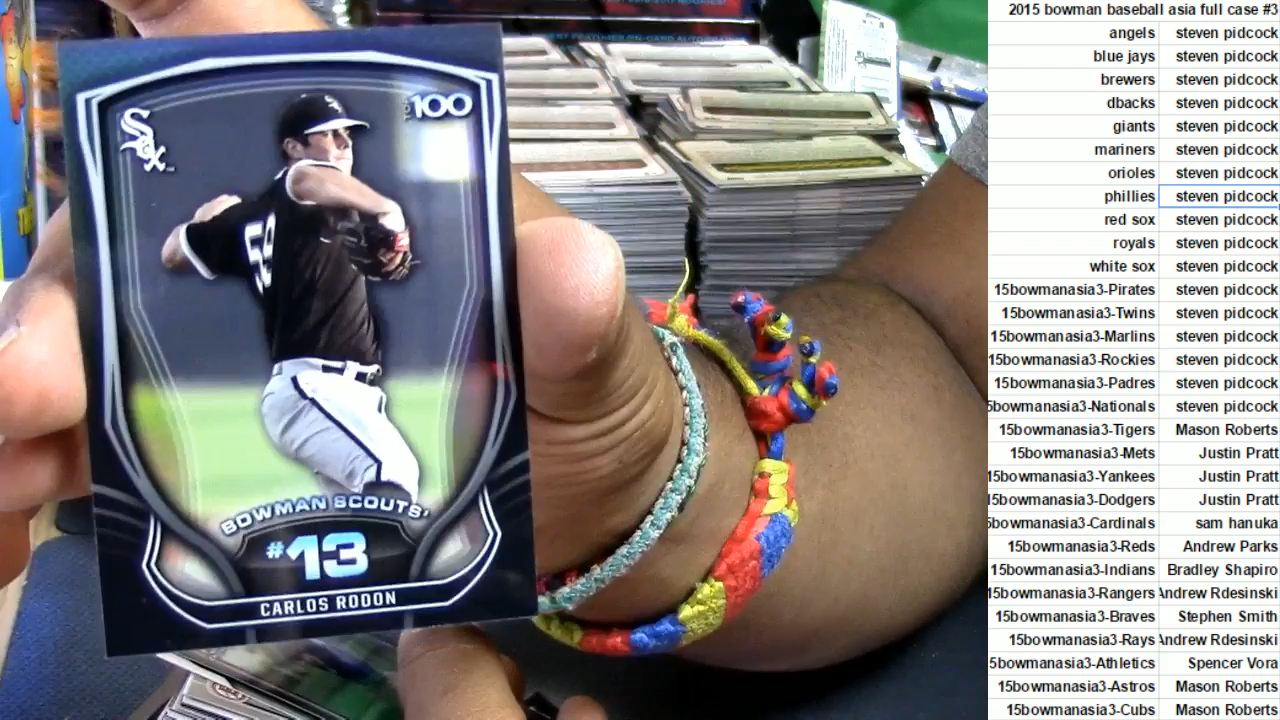 Sox
TOP 100
59
BOWMAN SCOUTS'
#13
CARLOS RODON
2015 bowman baseball asia full case #3
angels steven pidcock
blue jays steven pidcock
brewers steven pidcock
dbacks steven pidcock
giants steven pidcock
mariners steven pidcock
orioles steven pidcock
phillies steven pidcock
red sox steven pidcock
royals steven pidcock
white sox steven pidcock
15bowmanasia3-Pirates steven pidcock
15bowmanasia3-Twins steven pidcock
15bowmanasia3-Marlins steven pidcock
15bowmanasia3-Rockies steven pidcock
15bowmanasia3-Padres steven pidcock
5bowmanasia3-Nationals steven pidcock
15bowmanasia3-Tigers Mason Roberts
15bowmanasia3-Mets Justin Pratt
15bowmanasia3-Yankees Justin Pratt
15bowmanasia3-Dodgers Justin Pratt
5bowmanasia3-Cardinals sam hanuka
15bowmanasia3-Reds Andrew Parks
15bowmanasia3-Indians Bradley Shapiro
15bowmanasia3-Rangers Andrew Rdesinski
15bowmanasia3-Braves Stephen Smith
15bowmanasia3-Rays Andrew Rdesinski
5bowmanasia3-Athletics Spencer Vora
15bowmanasia3-Astros Mason Roberts
15bowmanasia3-Cubs Mason Roberts